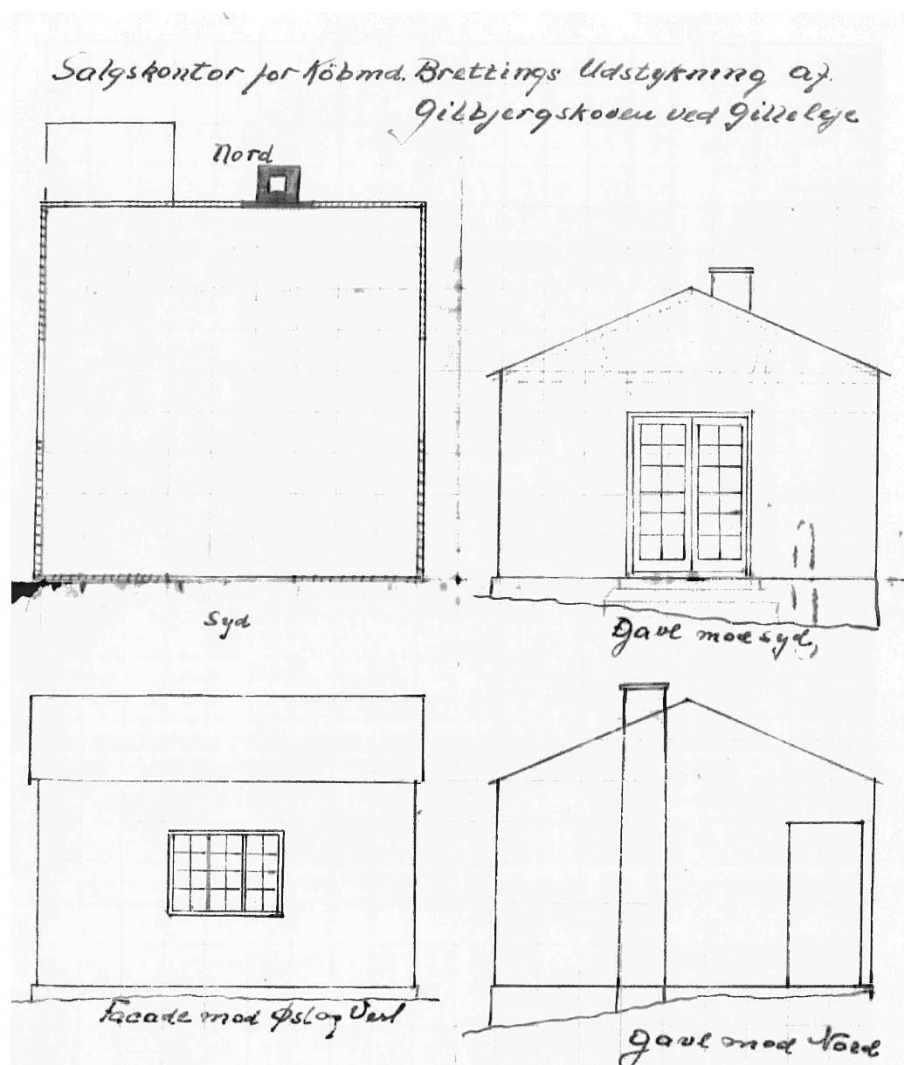 Salgskontor for Köbmd. Brettings Udstykning af
Gilbjergskoven ved Gilleleje
Nord
Syd
Gavl mod syd,
Facade mod Øst og Vest
Gavl mod Nord